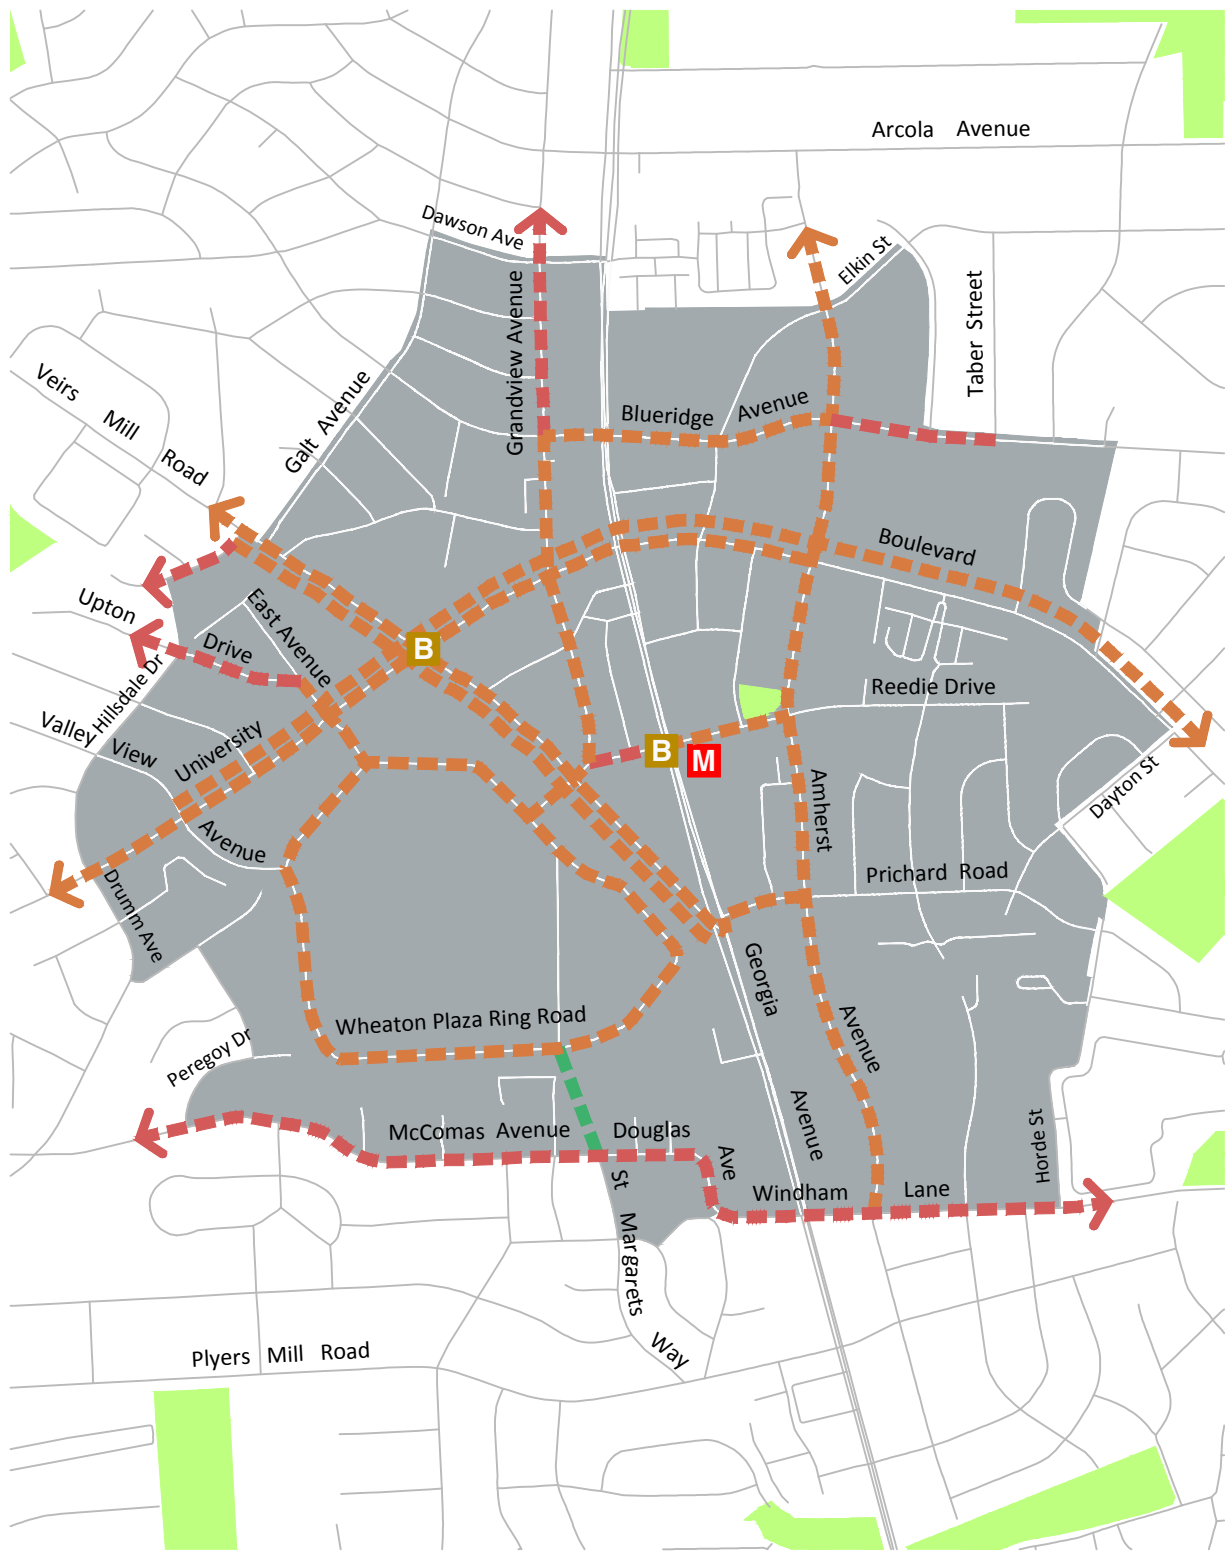 Arcola Avenue
Dawson Ave
Elkin St
Grandview Avenue
Taber Street
Veirs Mill Road
Galt Avenue
Blueridge Avenue
Boulevard
Upton Drive
East Avenue
B
Hillsdale Dr
Reedie Drive
Valley View Avenue
University
B
M
Dayton St
Amherst Avenue
Prichard Road
Drumm Ave
Georgia Avenue
Wheaton Plaza Ring Road
Peregoy Dr
McComas Avenue
Douglas Ave
Horde St
Windham Lane
St Margarets Way
Plyers Mill Road